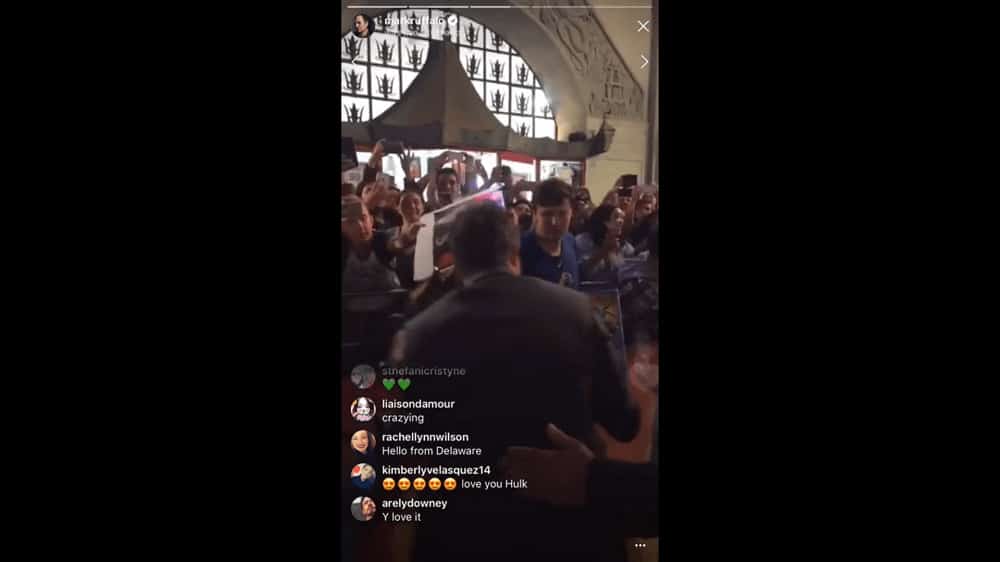 markruffalo
sthefanicristyne
💚💚
liaisondamour
crazying
rachellynnwilson
Hello from Delaware
kimberlyvelasquez14
😍😍😍😍😍 love you Hulk
arelydowney
Y love it